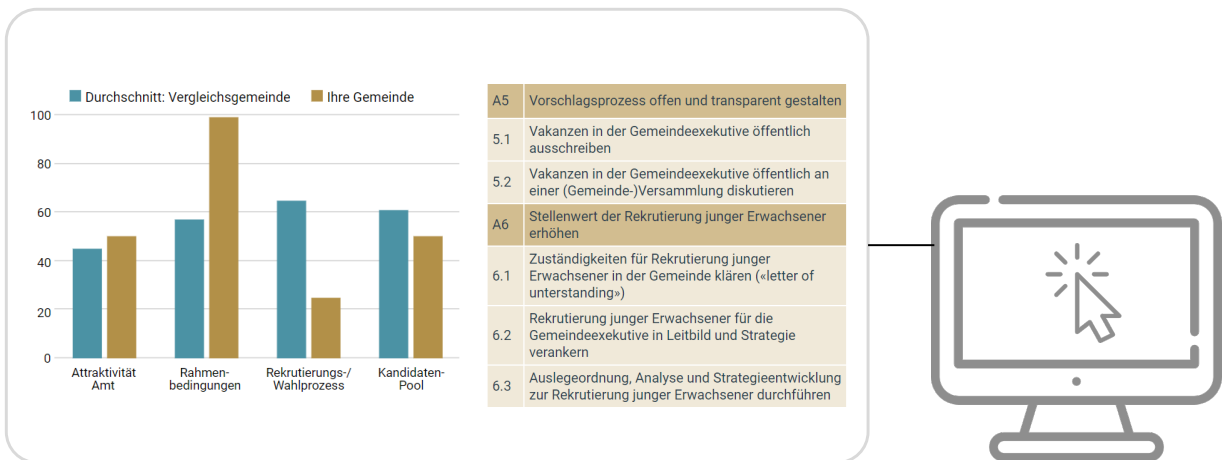 Durchschnitt: Vergleichsgemeinde
Ihre Gemeinde
100
80
60
40
20
0
Attraktivität
Amt
Rahmen-
bedingungen
Rekrutierungs-/
Wahlprozess
Kandidaten-
Pool
A5 Vorschlagsprozess offen und transparent gestalten
5.1 Vakanzen in der Gemeindeexekutive öffentlich
ausschreiben
5.2 Vakanzen in der Gemeindeexekutive öffentlich an
einer (Gemeinde-)Versammlung diskutieren
A6 Stellenwert der Rekrutierung junger Erwachsener
erhöhen
6.1 Zuständigkeiten für Rekrutierung junger
Erwachsener in der Gemeinde klären («letter of
unterstanding»)
6.2 Rekrutierung junger Erwachsener für die
Gemeindeexekutive in Leitbild und Strategie
verankern
6.3 Auslegeordnung, Analyse und Strategieentwicklung
zur Rekrutierung junger Erwachsener durchführen